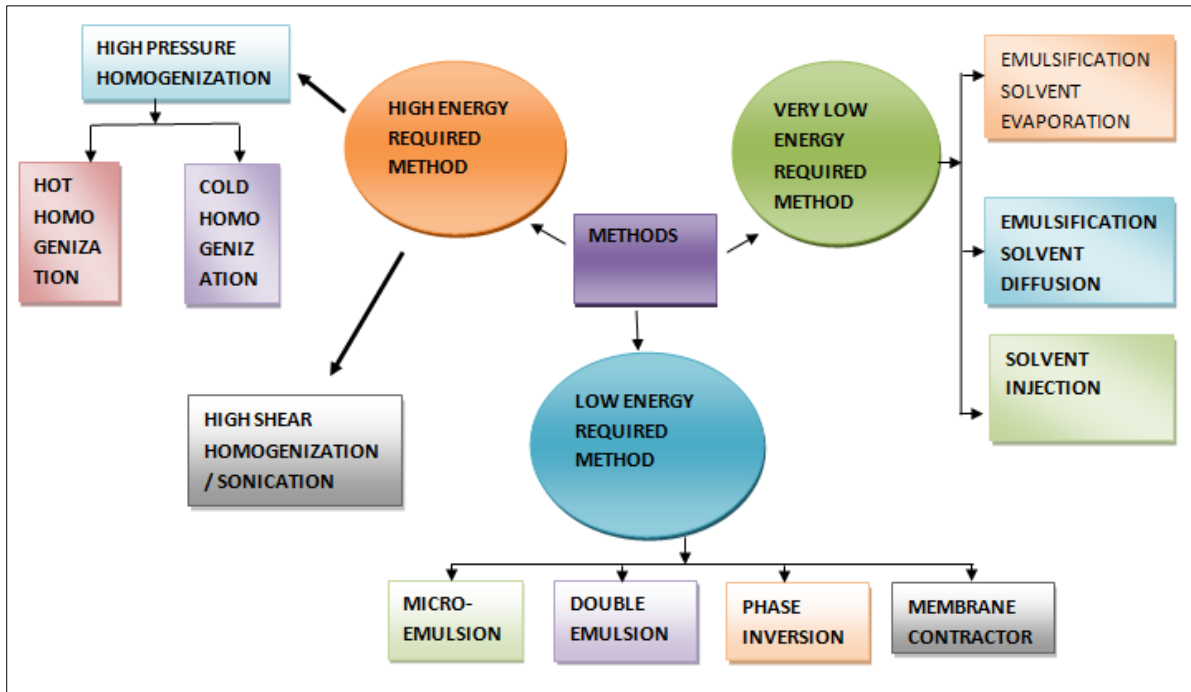 HIGH PRESSURE
HOMOGENIZATION
HOT
HOMO
GENIZA
TION
COLD
HOMO
GENIZ
ATION
HIGH ENERGY
REQUIRED
METHOD
HIGH SHEAR
HOMOGENIZATION
/ SONICATION
METHODS
VERY LOW
ENERGY
REQUIRED
METHOD
EMULSIFICATION
SOLVENT
EVAPORATION
EMULSIFICATION
SOLVENT
DIFFUSION
SOLVENT
INJECTION
LOW ENERGY
REQUIRED
METHOD
MICRO-
EMULSION
DOUBLE
EMULSION
PHASE
INVERSION
MEMBRANE
CONTRACTOR